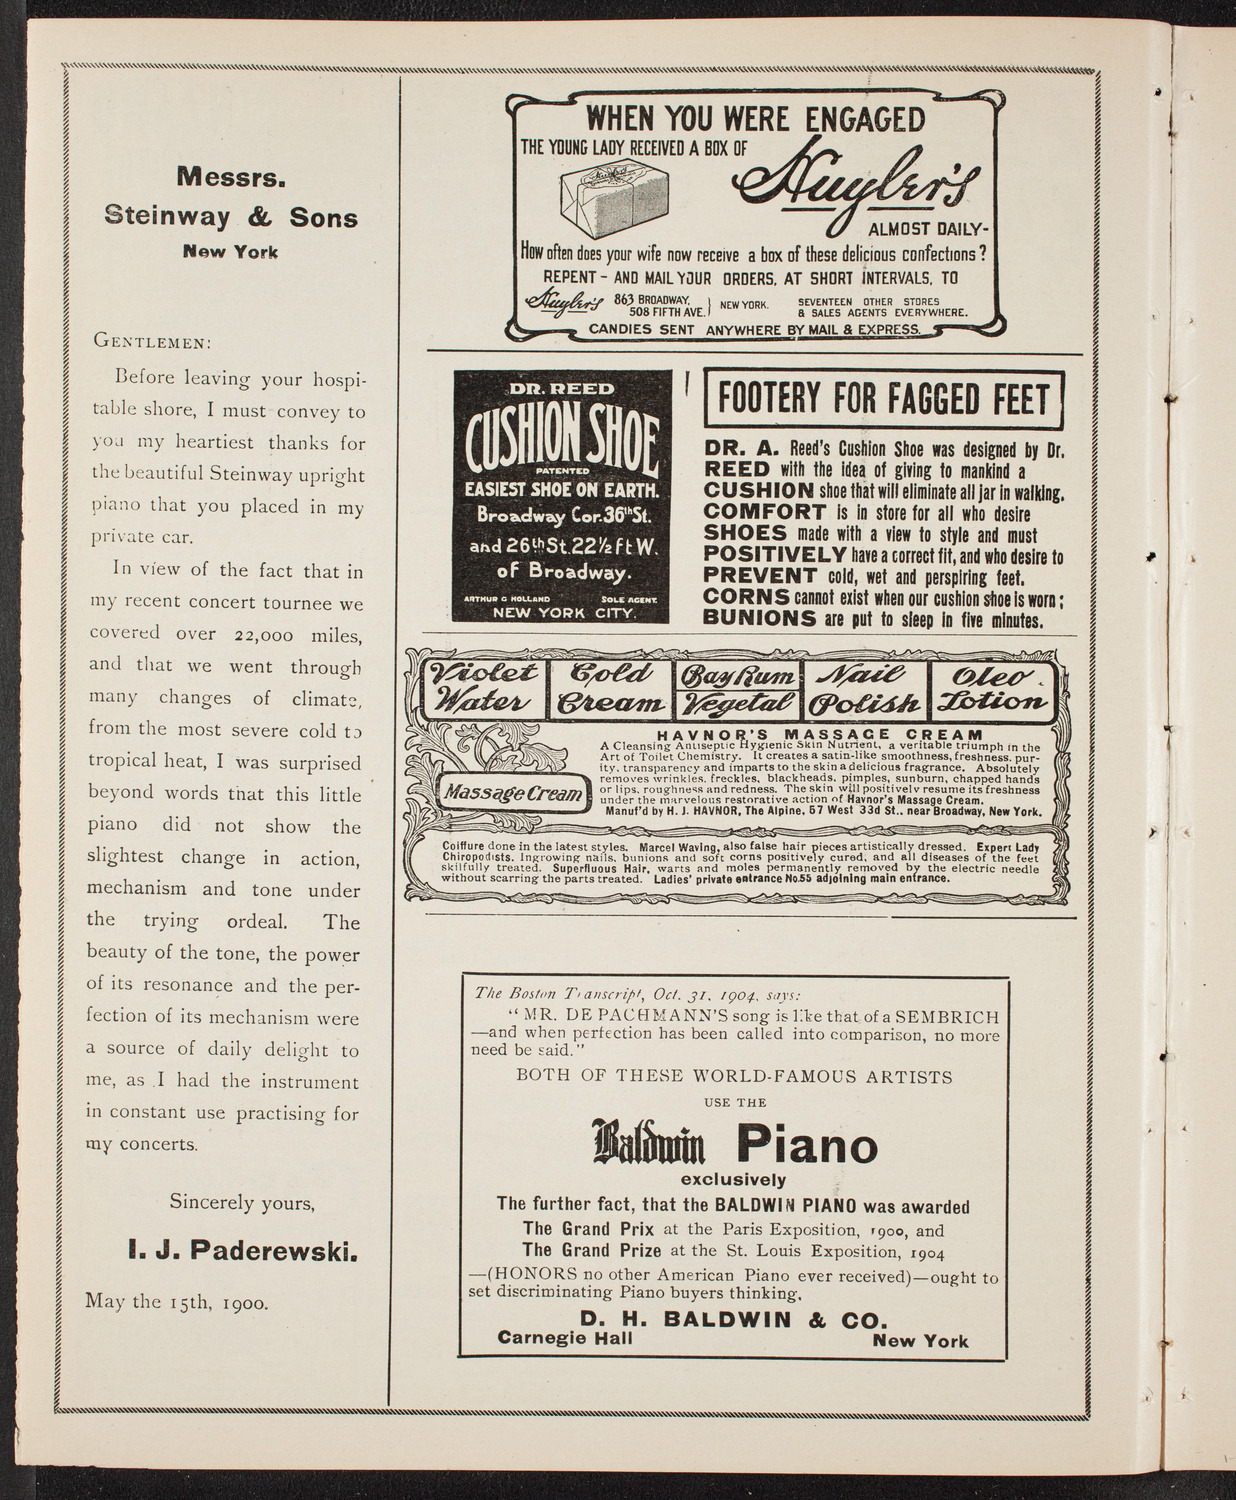 Messrs.
Steinway & Sons
New York
GENTLEMEN:
Before leaving your hospi-
table shore, I must convey to
you my heartiest thanks for
the beautiful Steinway upright
piano that you placed in my
private car.
In view of the fact that in
my recent concert tournee we
covered over 22,000 miles,
and that we went through
many changes of climate,
from the most severe cold to
tropical heat, I was surprised
beyond words that this little
piano did not show the
slightest change in action,
mechanism and tone under
the trying ordeal. The
beauty of the tone, the power
of its resonance and the per-
fection of its mechanism were
a source of daily delight to
me, as I had the instrument
in constant use practising for
my concerts.
Sincerely yours,
I. J. Paderewski.
May the 15th, 1900.
WHEN YOU WERE ENGAGED
THE YOUNG LADY RECEIVED A BOX OF
Huyler's
Huyler's
ALMOST DAILY-
How often does your wife now receive a box of these delicious confections?
REPENT - AND MAIL YOUR ORDERS, AT SHORT INTERVALS, TO
Huyler's 863 BROADWAY, 508 FIFTH AVE. } NEW YORK. SEVENTEEN OTHER STORES
& SALES AGENTS EVERYWHERE.
CANDIES SENT ANYWHERE BY MAIL & EXPRESS.
DR. REED
CUSHION SHOE
PATENTED
EASIEST SHOE ON EARTH.
Broadway Cor. 36th St.
and 26th St. 22½ Ft W.
of Broadway.
ARTHUR G HOLLAND SOLE AGENT.
NEW YORK CITY.
FOOTERY FOR FAGGED FEET
DR. A. Reed's Cushion Shoe was designed by Dr.
REED with the idea of giving to mankind a
CUSHION shoe that will eliminate all jar in walking.
COMFORT is in store for all who desire
SHOES made with a view to style and must
POSITIVELY have a correct fit, and who desire to
PREVENT cold, wet and perspiring feet.
CORNS cannot exist when our cushion shoe is worn;
BUNIONS are put to sleep in five minutes.
Violet Water
Cold Cream
Bay Rum
Vegetal
Nail Polish
Oleo Lotion
Massage Cream
HAVNOR'S MASSAGE CREAM
A Cleansing Antiseptic Hygienic Skin Nutrient, a veritable triumph in the
Art of Toilet Chemistry. It creates a satin-like smoothness, freshness, pur-
ity, transparency and imparts to the skin a delicious fragrance. Absolutely
removes wrinkles, freckles, blackheads, pimples, sunburn, chapped hands
or lips, roughness and redness. The skin will positively resume its freshness
under the marvelous restorative action of Havnor's Massage Cream.
Manuf'd by H. J. HAVNOR, The Alpine, 57 West 33d St., near Broadway, New York.
Coiffure done in the latest styles. Marcel Waving, also false hair pieces artistically dressed. Expert Lady
Chiropodists. Ingrowing nails, bunions and soft corns positively cured, and all diseases of the feet
skilfully treated. Superfluous Hair, warts and moles permanently removed by the electric needle
without scarring the parts treated. Ladies' private entrance No. 55 adjoining main entrance.
The Boston Transcript, Oct. 31, 1904, says:
"MR. DE PACHMANN'S song is like that of a SEMBRICH
—and when perfection has been called into comparison, no more
need be said."
BOTH OF THESE WORLD-FAMOUS ARTISTS
USE THE
Baldwin Piano
exclusively
The further fact, that the BALDWIN PIANO was awarded
The Grand Prix at the Paris Exposition, 1900, and
The Grand Prize at the St. Louis Exposition, 1904
—(HONORS no other American Piano ever received)—ought to
set discriminating Piano buyers thinking.
D. H. BALDWIN & CO.
Carnegie Hall New York